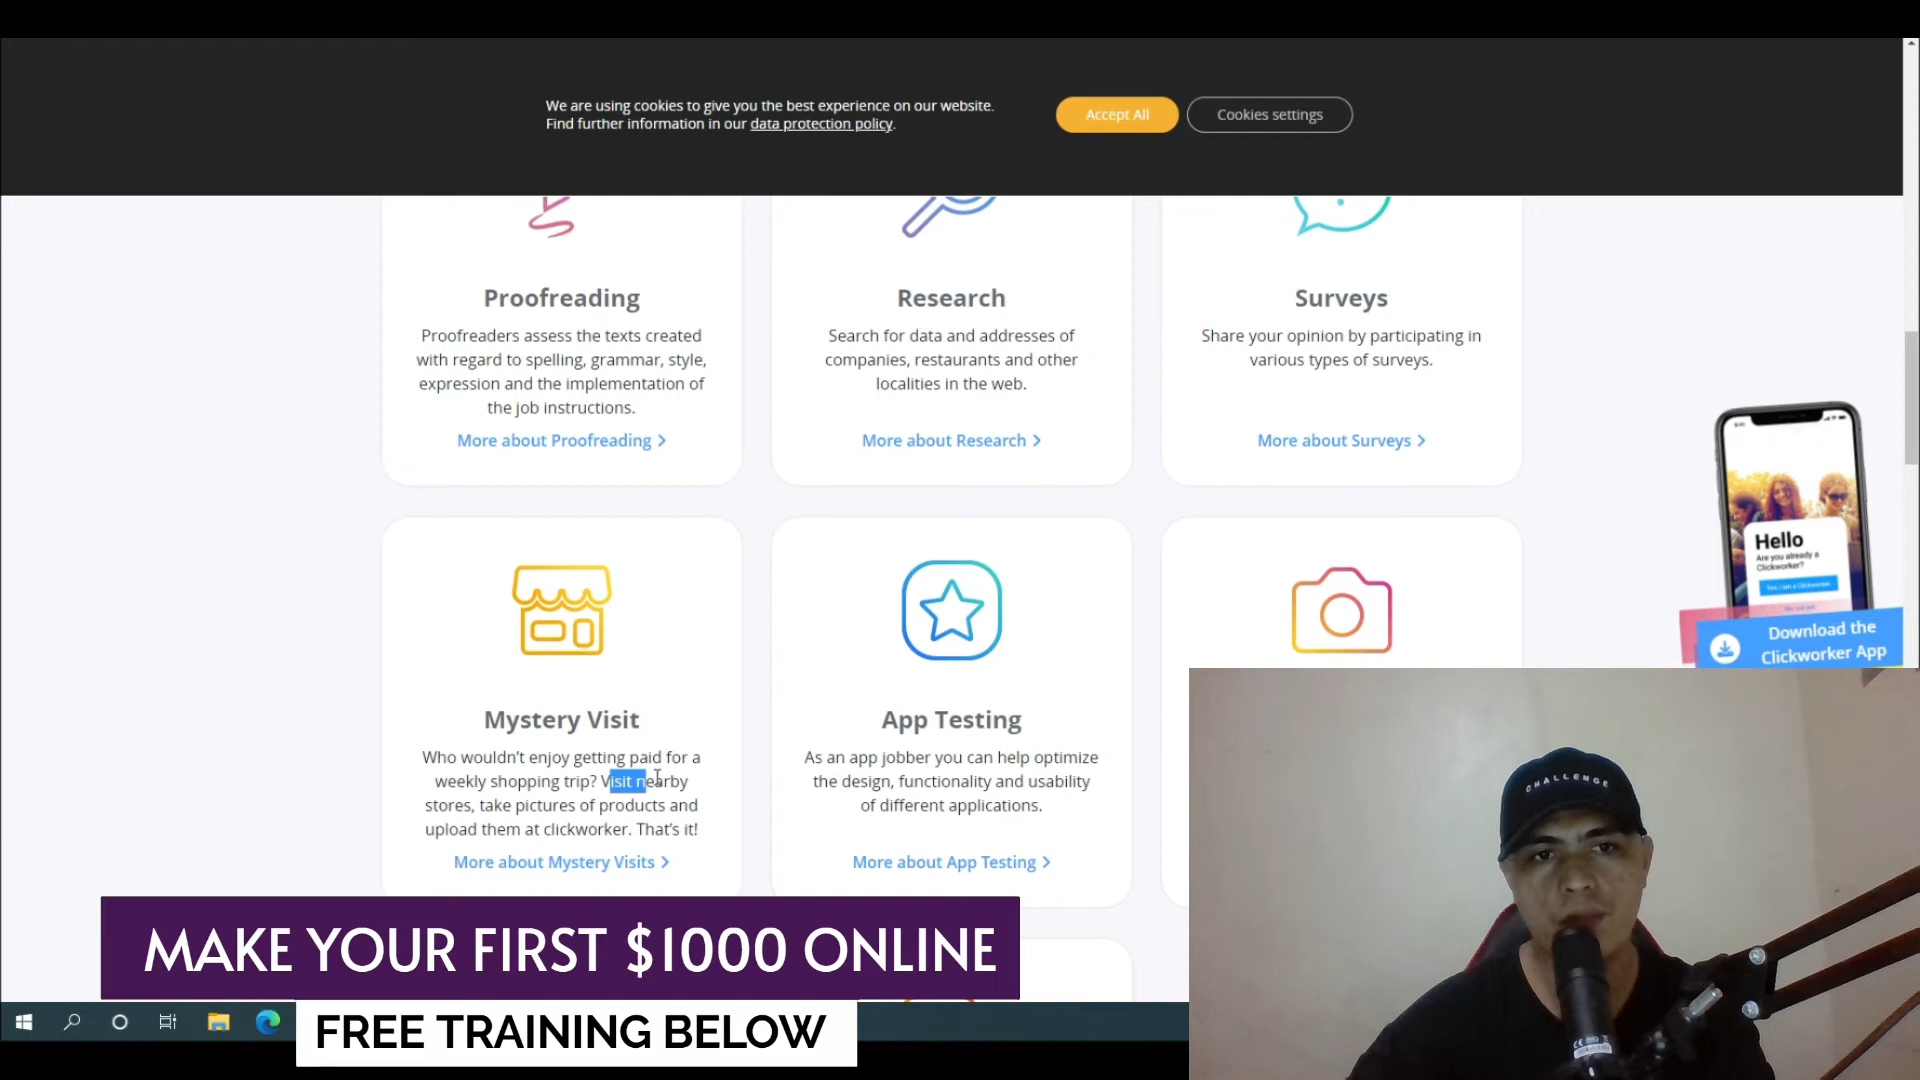 We are using cookies to give you the best experience on our website.
Find further information in our data protection policy.
Accept All
Cookies settings
Proofreading
Proofreaders assess the texts created
with regard to spelling, grammar, style,
expression and the implementation of
the job instructions.
More about Proofreading
Research
Search for data and addresses of
companies, restaurants and other
localities in the web.
More about Research
Surveys
Share your opinion by participating in
various types of surveys.
More about Surveys
Hello
Are you already a
Clickworker?
Yes, I am a Clickworker
Download the
Clickworker App
Mystery Visit
Who wouldn't enjoy getting paid for a
weekly shopping trip? Visit nearby
stores, take pictures of products and
upload them at clickworker. That's it!
More about Mystery Visits
App Testing
As an app jobber you can help optimize
the design, functionality and usability
of different applications.
More about App Testing
CHALLENGE
MAKE YOUR FIRST $1000 ONLINE
FREE TRAINING BELOW